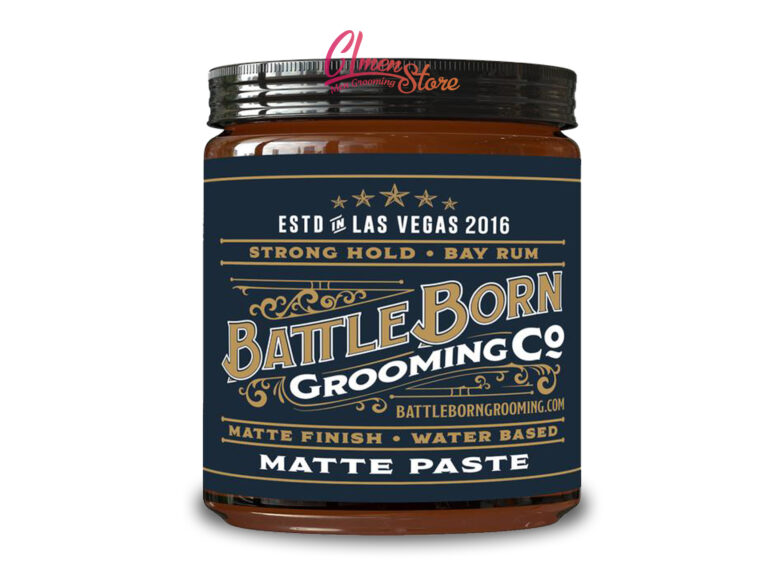 Clmen
Men Grooming
Store
ESTD IN LAS VEGAS 2016
STRONG HOLD • BAY RUM
BATTLE BORN
GROOMING CO
BATTLEBORNGROOMING.COM
MATTE FINISH • WATER BASED
MATTE PASTE